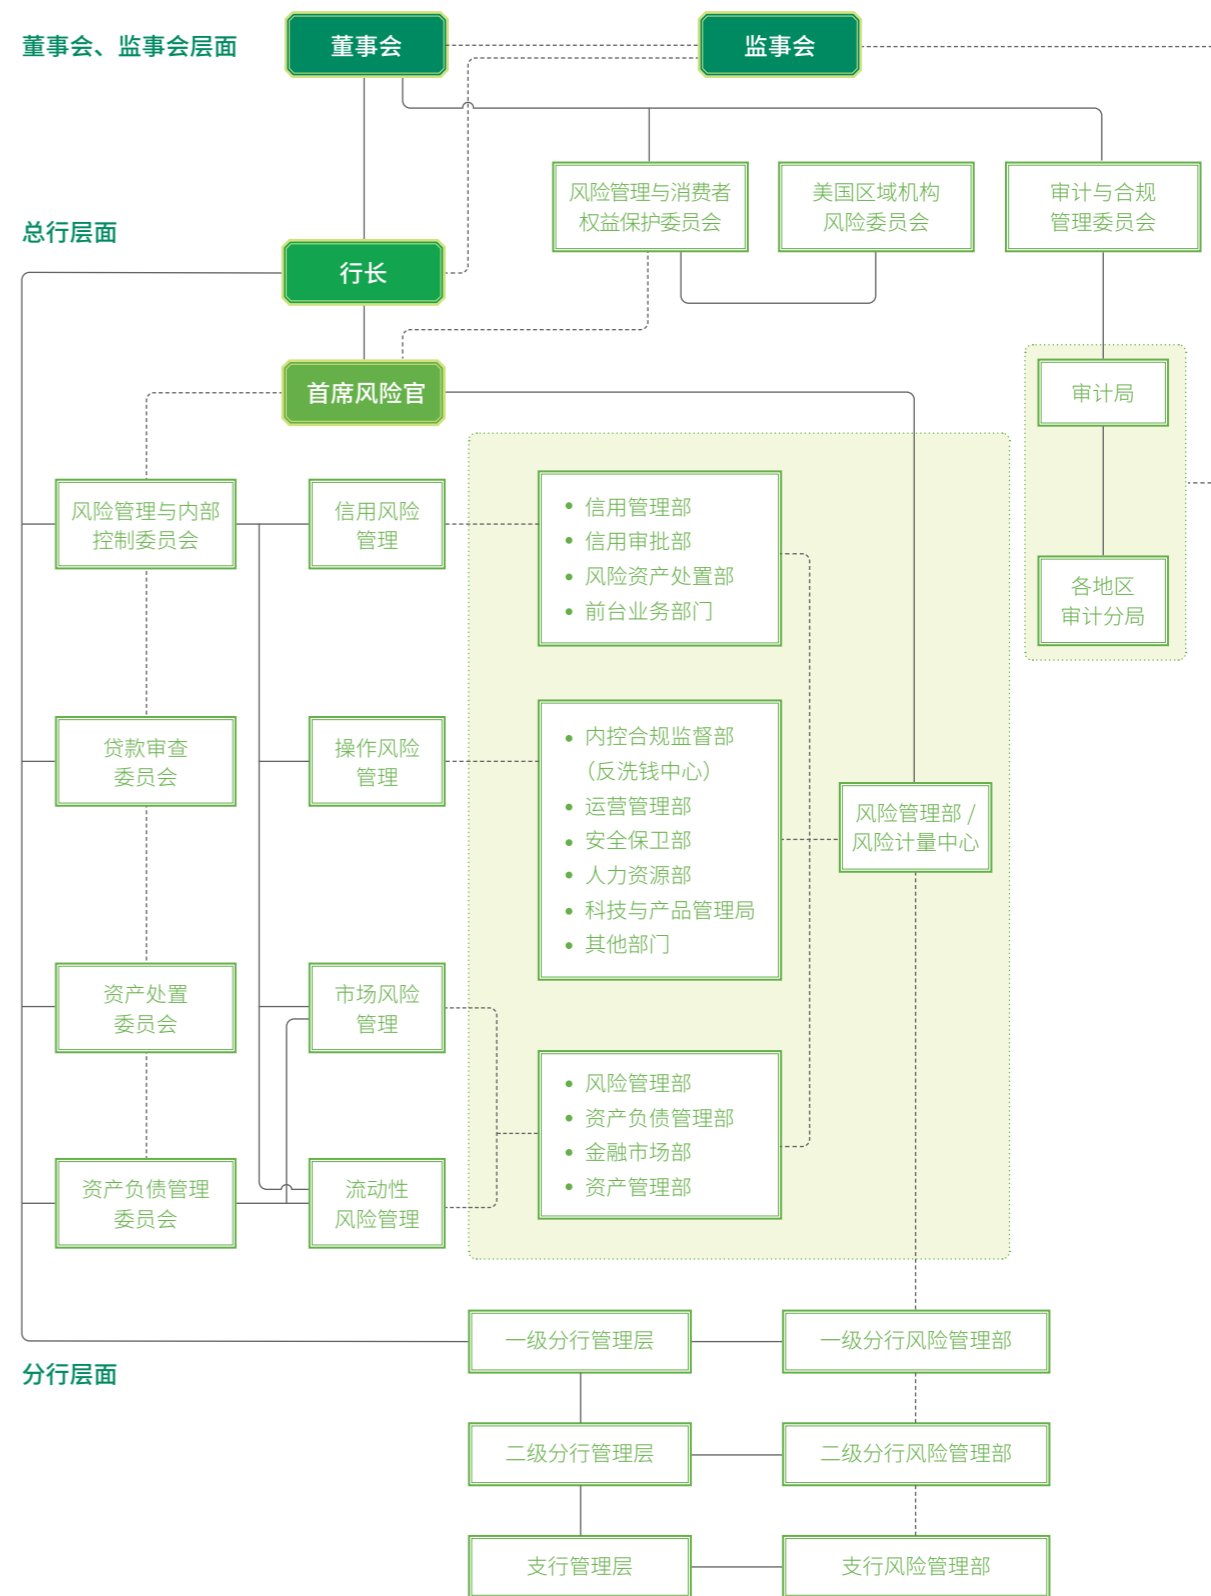 董事会、监事会层面
董事会
监事会
风险管理与消费者
权益保护委员会
美国区域机构
风险委员会
审计与合规
管理委员会
总行层面
行长
首席风险官
审计局
各地区
审计分局
风险管理与内部
控制委员会
信用风险
管理
• 信用管理部
• 信用审批部
• 风险资产处置部
• 前台业务部门
贷款审查
委员会
操作风险
管理
• 内控合规监督部
（反洗钱中心）
• 运营管理部
• 安全保卫部
• 人力资源部
• 科技与产品管理局
• 其他部门
风险管理部 /
风险计量中心
资产处置
委员会
市场风险
管理
• 风险管理部
• 资产负债管理部
• 金融市场部
• 资产管理部
资产负债管理
委员会
流动性
风险管理
一级分行管理层
一级分行风险管理部
分行层面
二级分行管理层
二级分行风险管理部
支行管理层
支行风险管理部